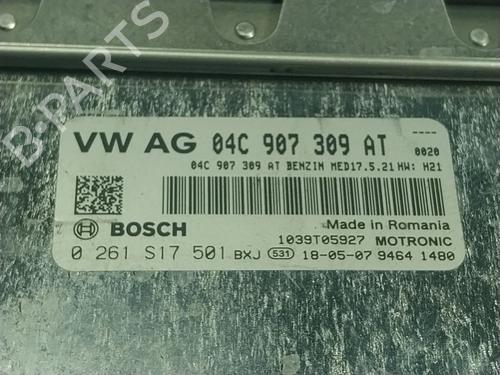 B-PARTS
VW AG 04C 907 309 AT ----
0020
04C 907 309 AT BENZIN MED17.5.21 HW: H21
BOSCH
Made in Romania
1039T05927 MOTRONIC
0 261 S17 501 BXJ 531 18-05-07 9464 1480